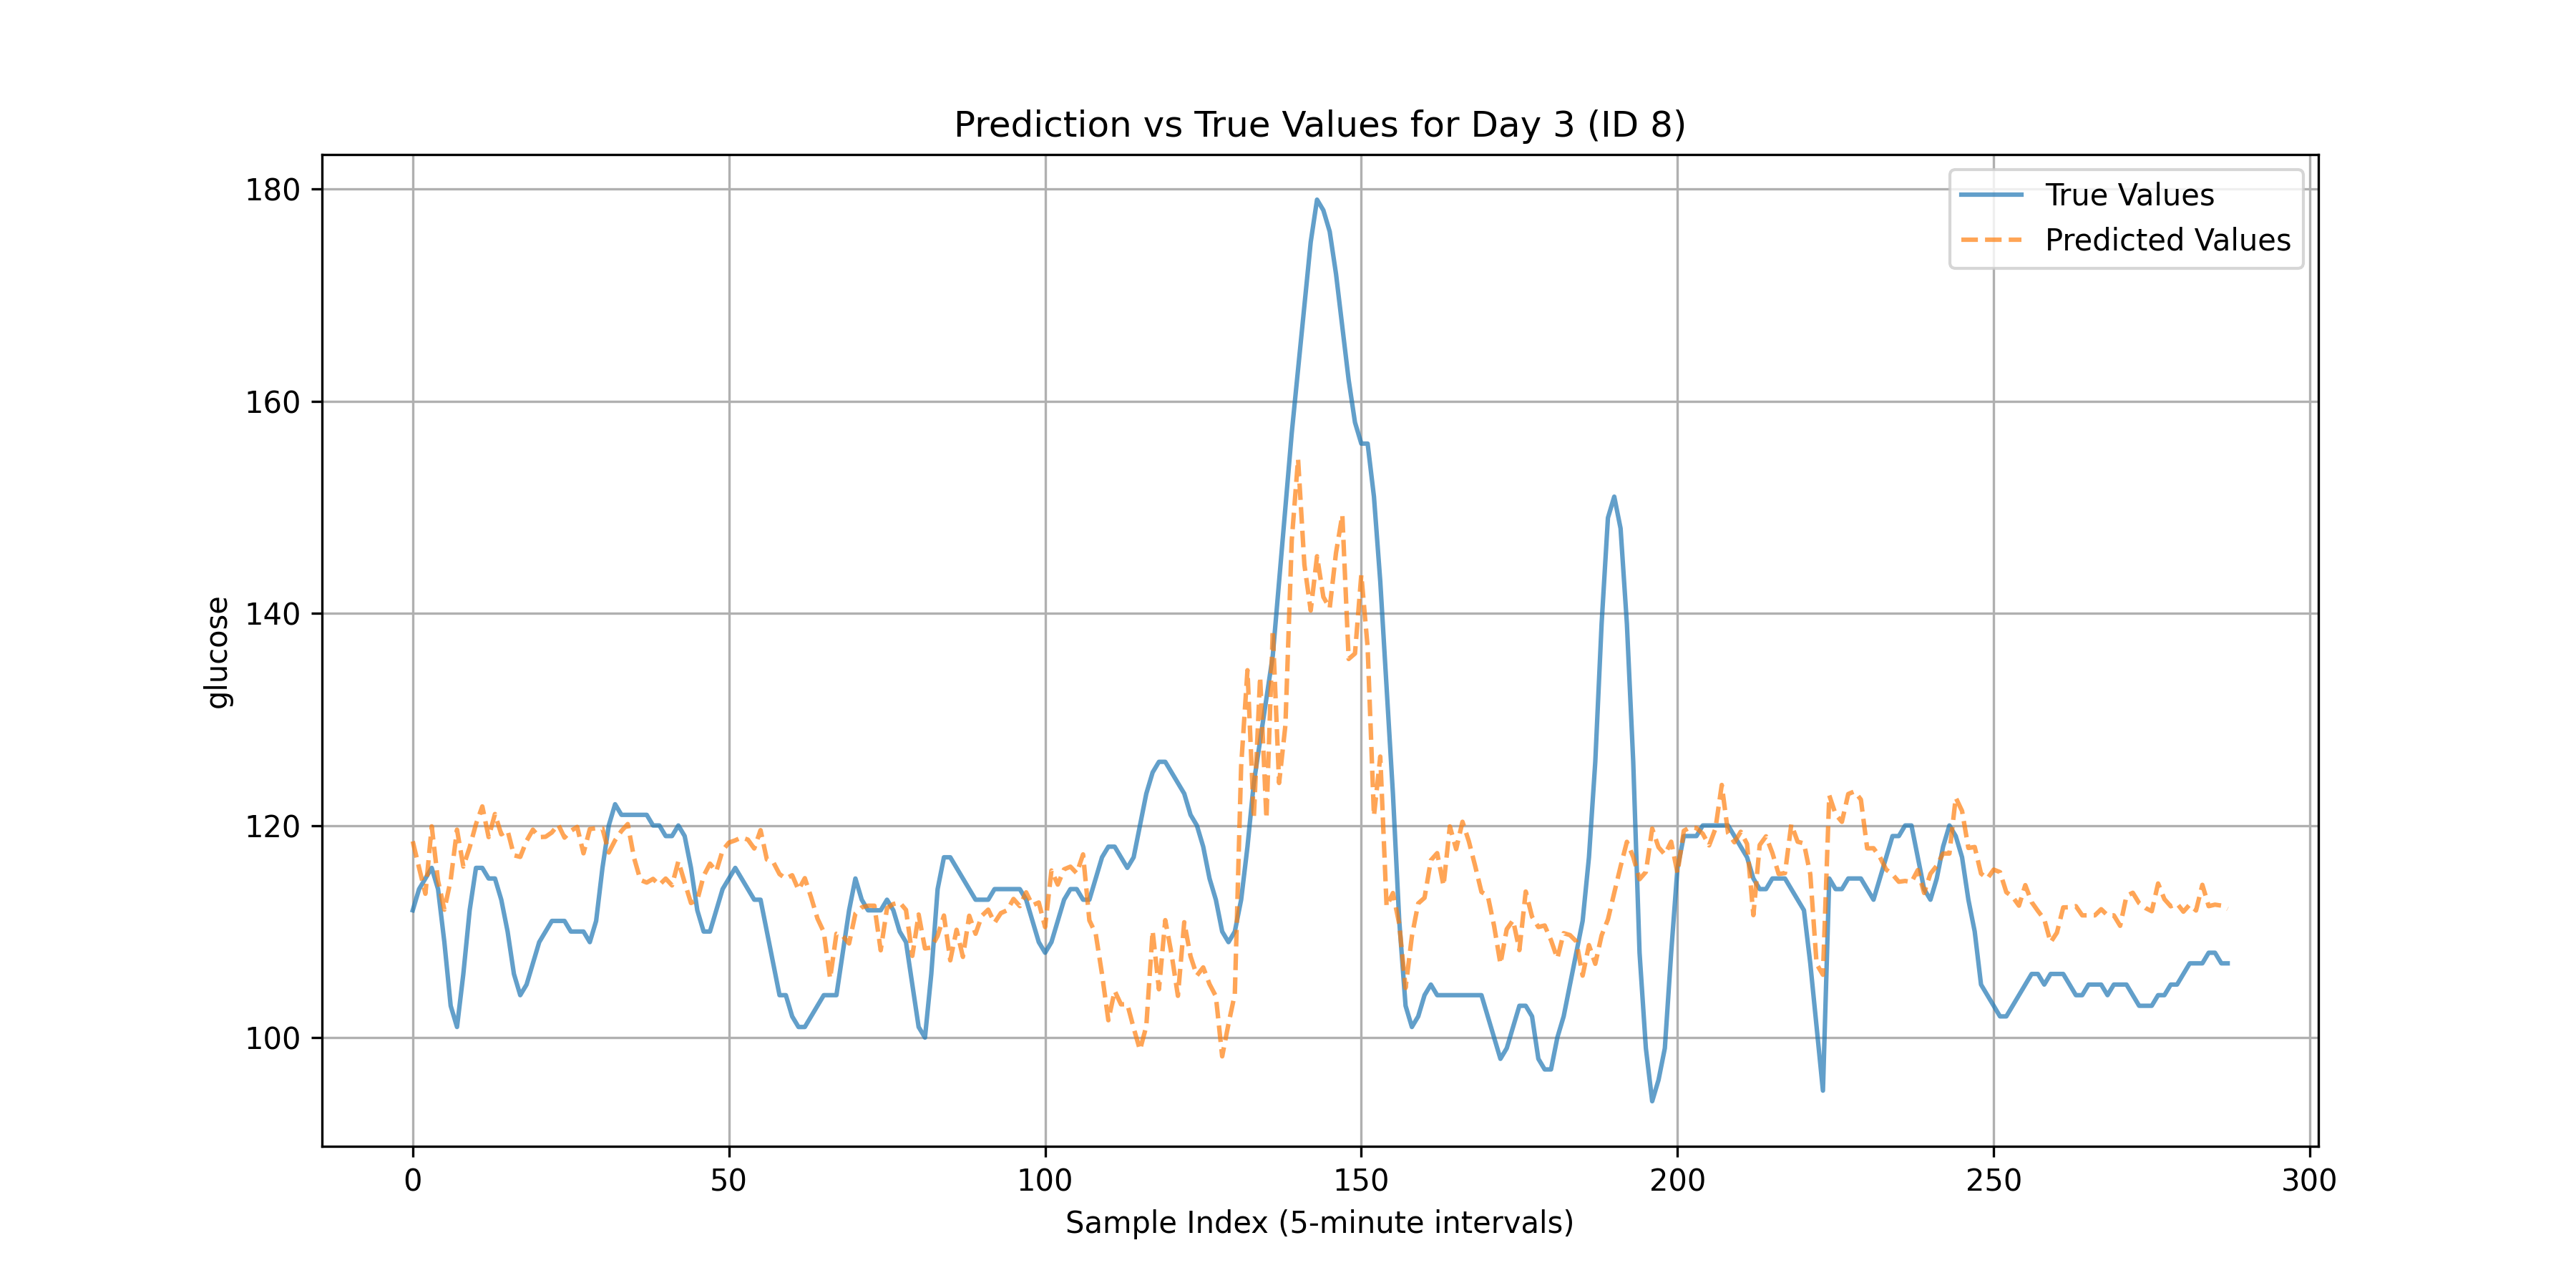 Prediction vs True Values for Day 3 (ID 8)
True Values
Predicted Values
180
160
140
120
100
glucose
0 50 100 150 200 250 300
Sample Index (5-minute intervals)